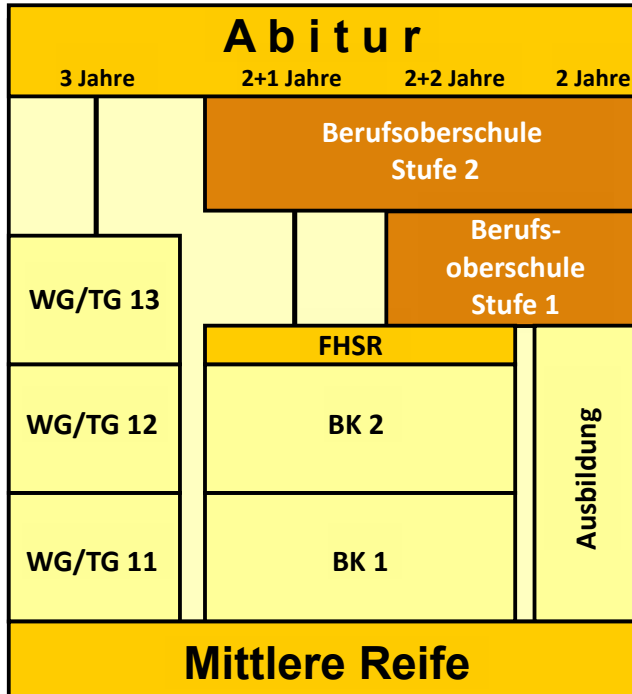 Abitur
3 Jahre 2+1 Jahre 2+2 Jahre 2 Jahre
Berufsoberschule
Stufe 2
Berufs-
oberschule
Stufe 1
WG/TG 13
FHSR
WG/TG 12
BK 2
Ausbildung
WG/TG 11
BK 1
Mittlere Reife